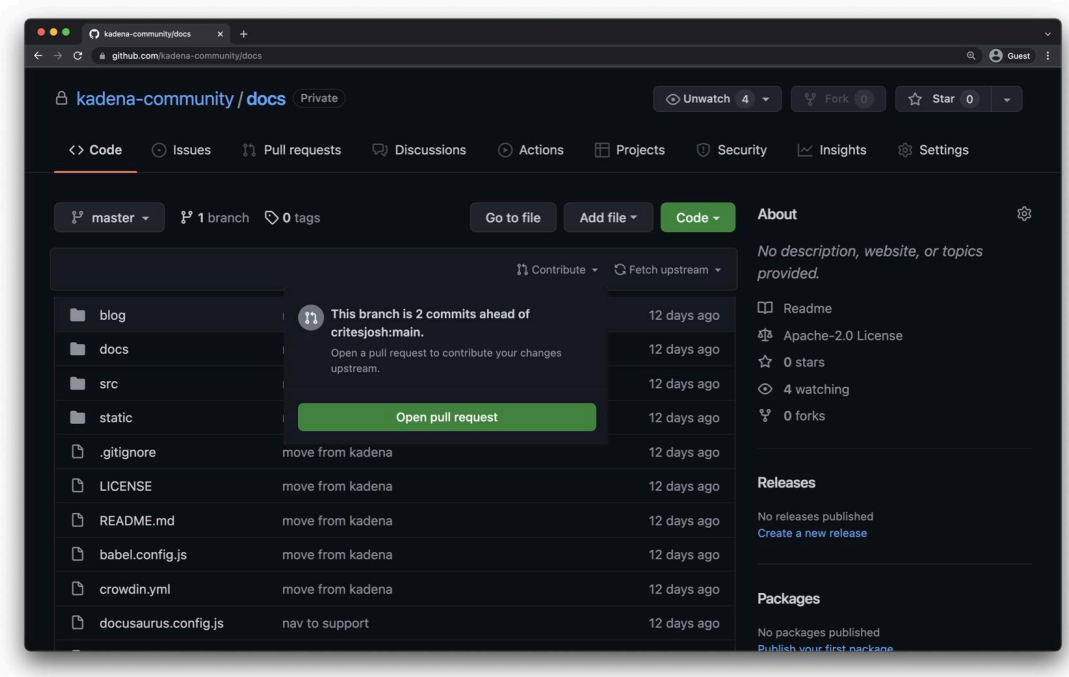 kadena-community/docs
github.com/kadena-community/docs
Guest
kadena-community / docs Private
Unwatch 4
Fork 0
Star 0
<> Code
Issues
Pull requests
Discussions
Actions
Projects
Security
Insights
Settings
master
1 branch
0 tags
Go to file
Add file
Code
Contribute
Fetch upstream
This branch is 2 commits ahead of
critesjosh:main.
Open a pull request to contribute your changes
upstream.
Open pull request
blog 12 days ago
docs 12 days ago
src 12 days ago
static 12 days ago
.gitignore move from kadena 12 days ago
LICENSE move from kadena 12 days ago
README.md move from kadena 12 days ago
babel.config.js move from kadena 12 days ago
crowdin.yml move from kadena 12 days ago
docusaurus.config.js nav to support 12 days ago
About
No description, website, or topics
provided.
Readme
Apache-2.0 License
0 stars
4 watching
0 forks
Releases
No releases published
Create a new release
Packages
No packages published
Publish your first package